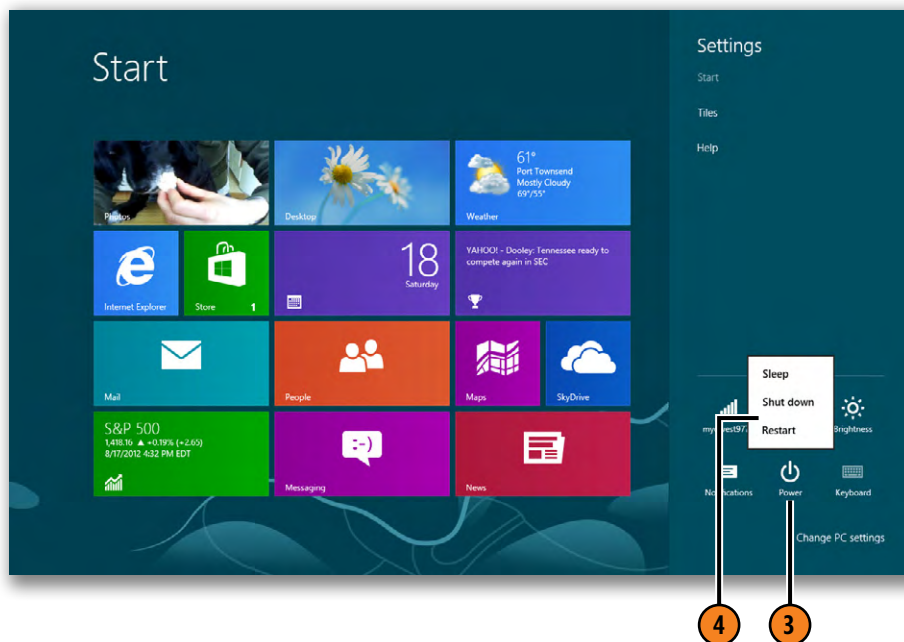 Start
Settings
Start
Tiles
Help
Photos
Desktop
61°
Port Townsend
Mostly Cloudy
69°/55°
Weather
Internet Explorer
Store 1
18
Saturday
YAHOO! - Dooley: Tennessee ready to
compete again in SEC
Mail
People
Maps
SkyDrive
S&P 500
1,418.16 ▲ +0.19% (+2.65)
8/17/2012 4:32 PM EDT
:-)
Messaging
News
Sleep
Shut down
Restart
Brightness
Notifications
Power
Keyboard
Change PC settings
4
3